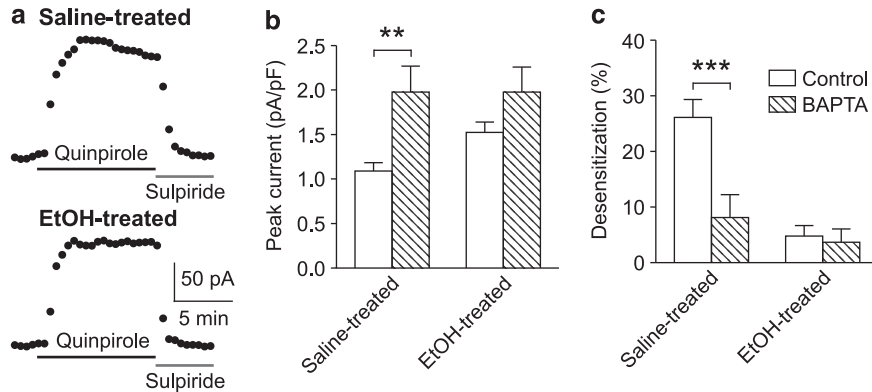 a
Saline-treated
Quinpirole
Sulpiride
EtOH-treated
50 pA
5 min
Quinpirole
Sulpiride
b
Peak current (pA/pF)
2.5
2.0
1.5
1.0
0.5
0.0
**
Saline-treated
EtOH-treated
c
Desensitization (%)
40
30
20
10
0
***
Control
BAPTA
Saline-treated
EtOH-treated